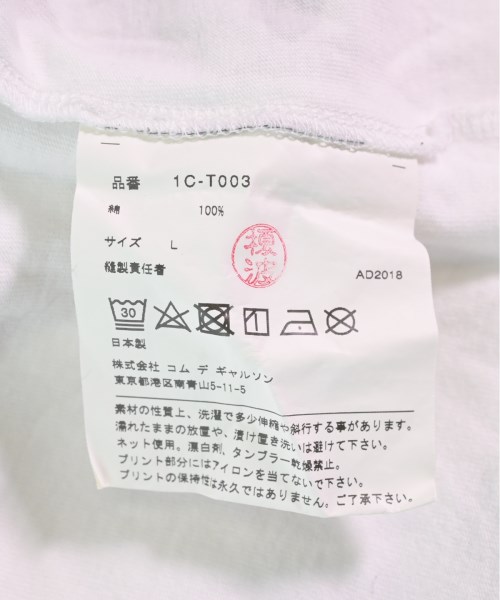 品番 1C-T003
綿 100%
サイズ L
縫製責任者
榎波
AD2018
30
日本製
株式会社 コム デ ギャルソン
東京都港区南青山5-11-5
素材の性質上、洗濯で多少伸縮や斜行する事があります。
濡れたままの放置や、漬け置き洗いは避けて下さい。
ネット使用。漂白剤、タンブラー乾燥禁止。
プリント部分にはアイロンを当てないで下さい。
プリントの保持性は永久ではありません。ご了承下さい。